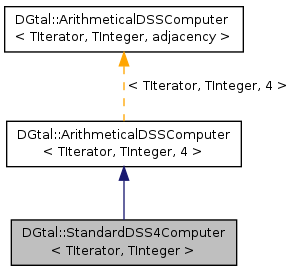 DGtal::ArithmeticalDSSComputer
< TIterator, TInteger, adjacency >
< TIterator, TInteger, 4 >
DGtal::ArithmeticalDSSComputer
< TIterator, TInteger, 4 >
DGtal::StandardDSS4Computer
< TIterator, TInteger >